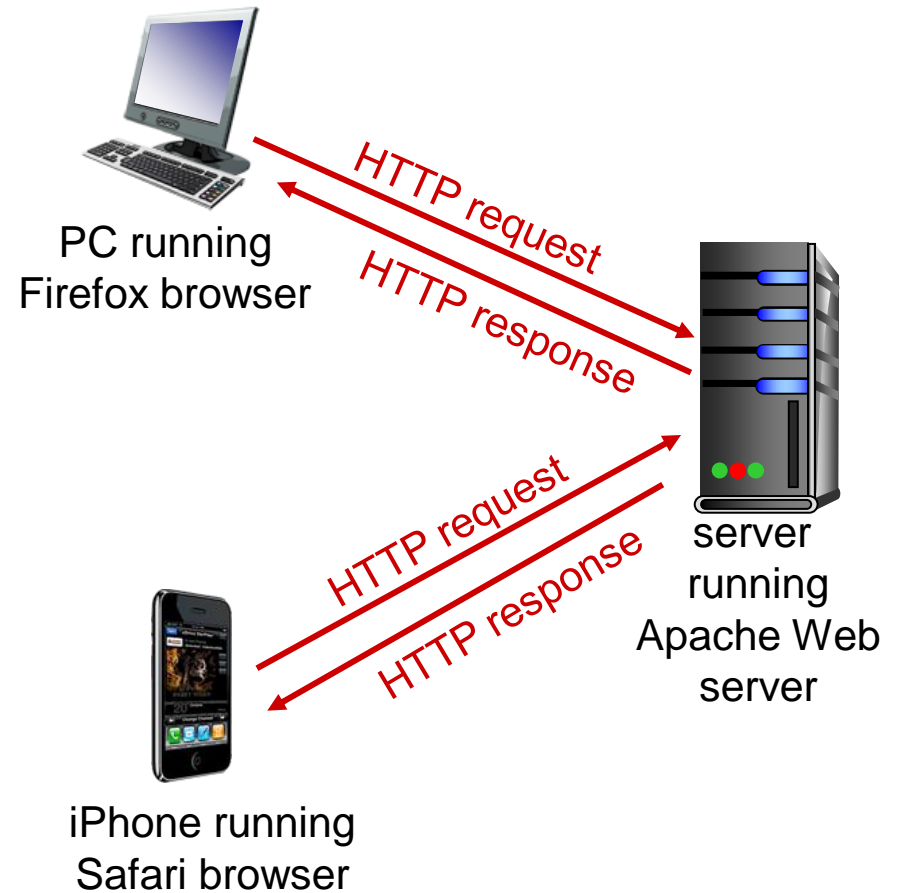 HTTP request
HTTP response
PC running
Firefox browser
HTTP request
HTTP response
server
running
Apache Web
server
iPhone running
Safari browser